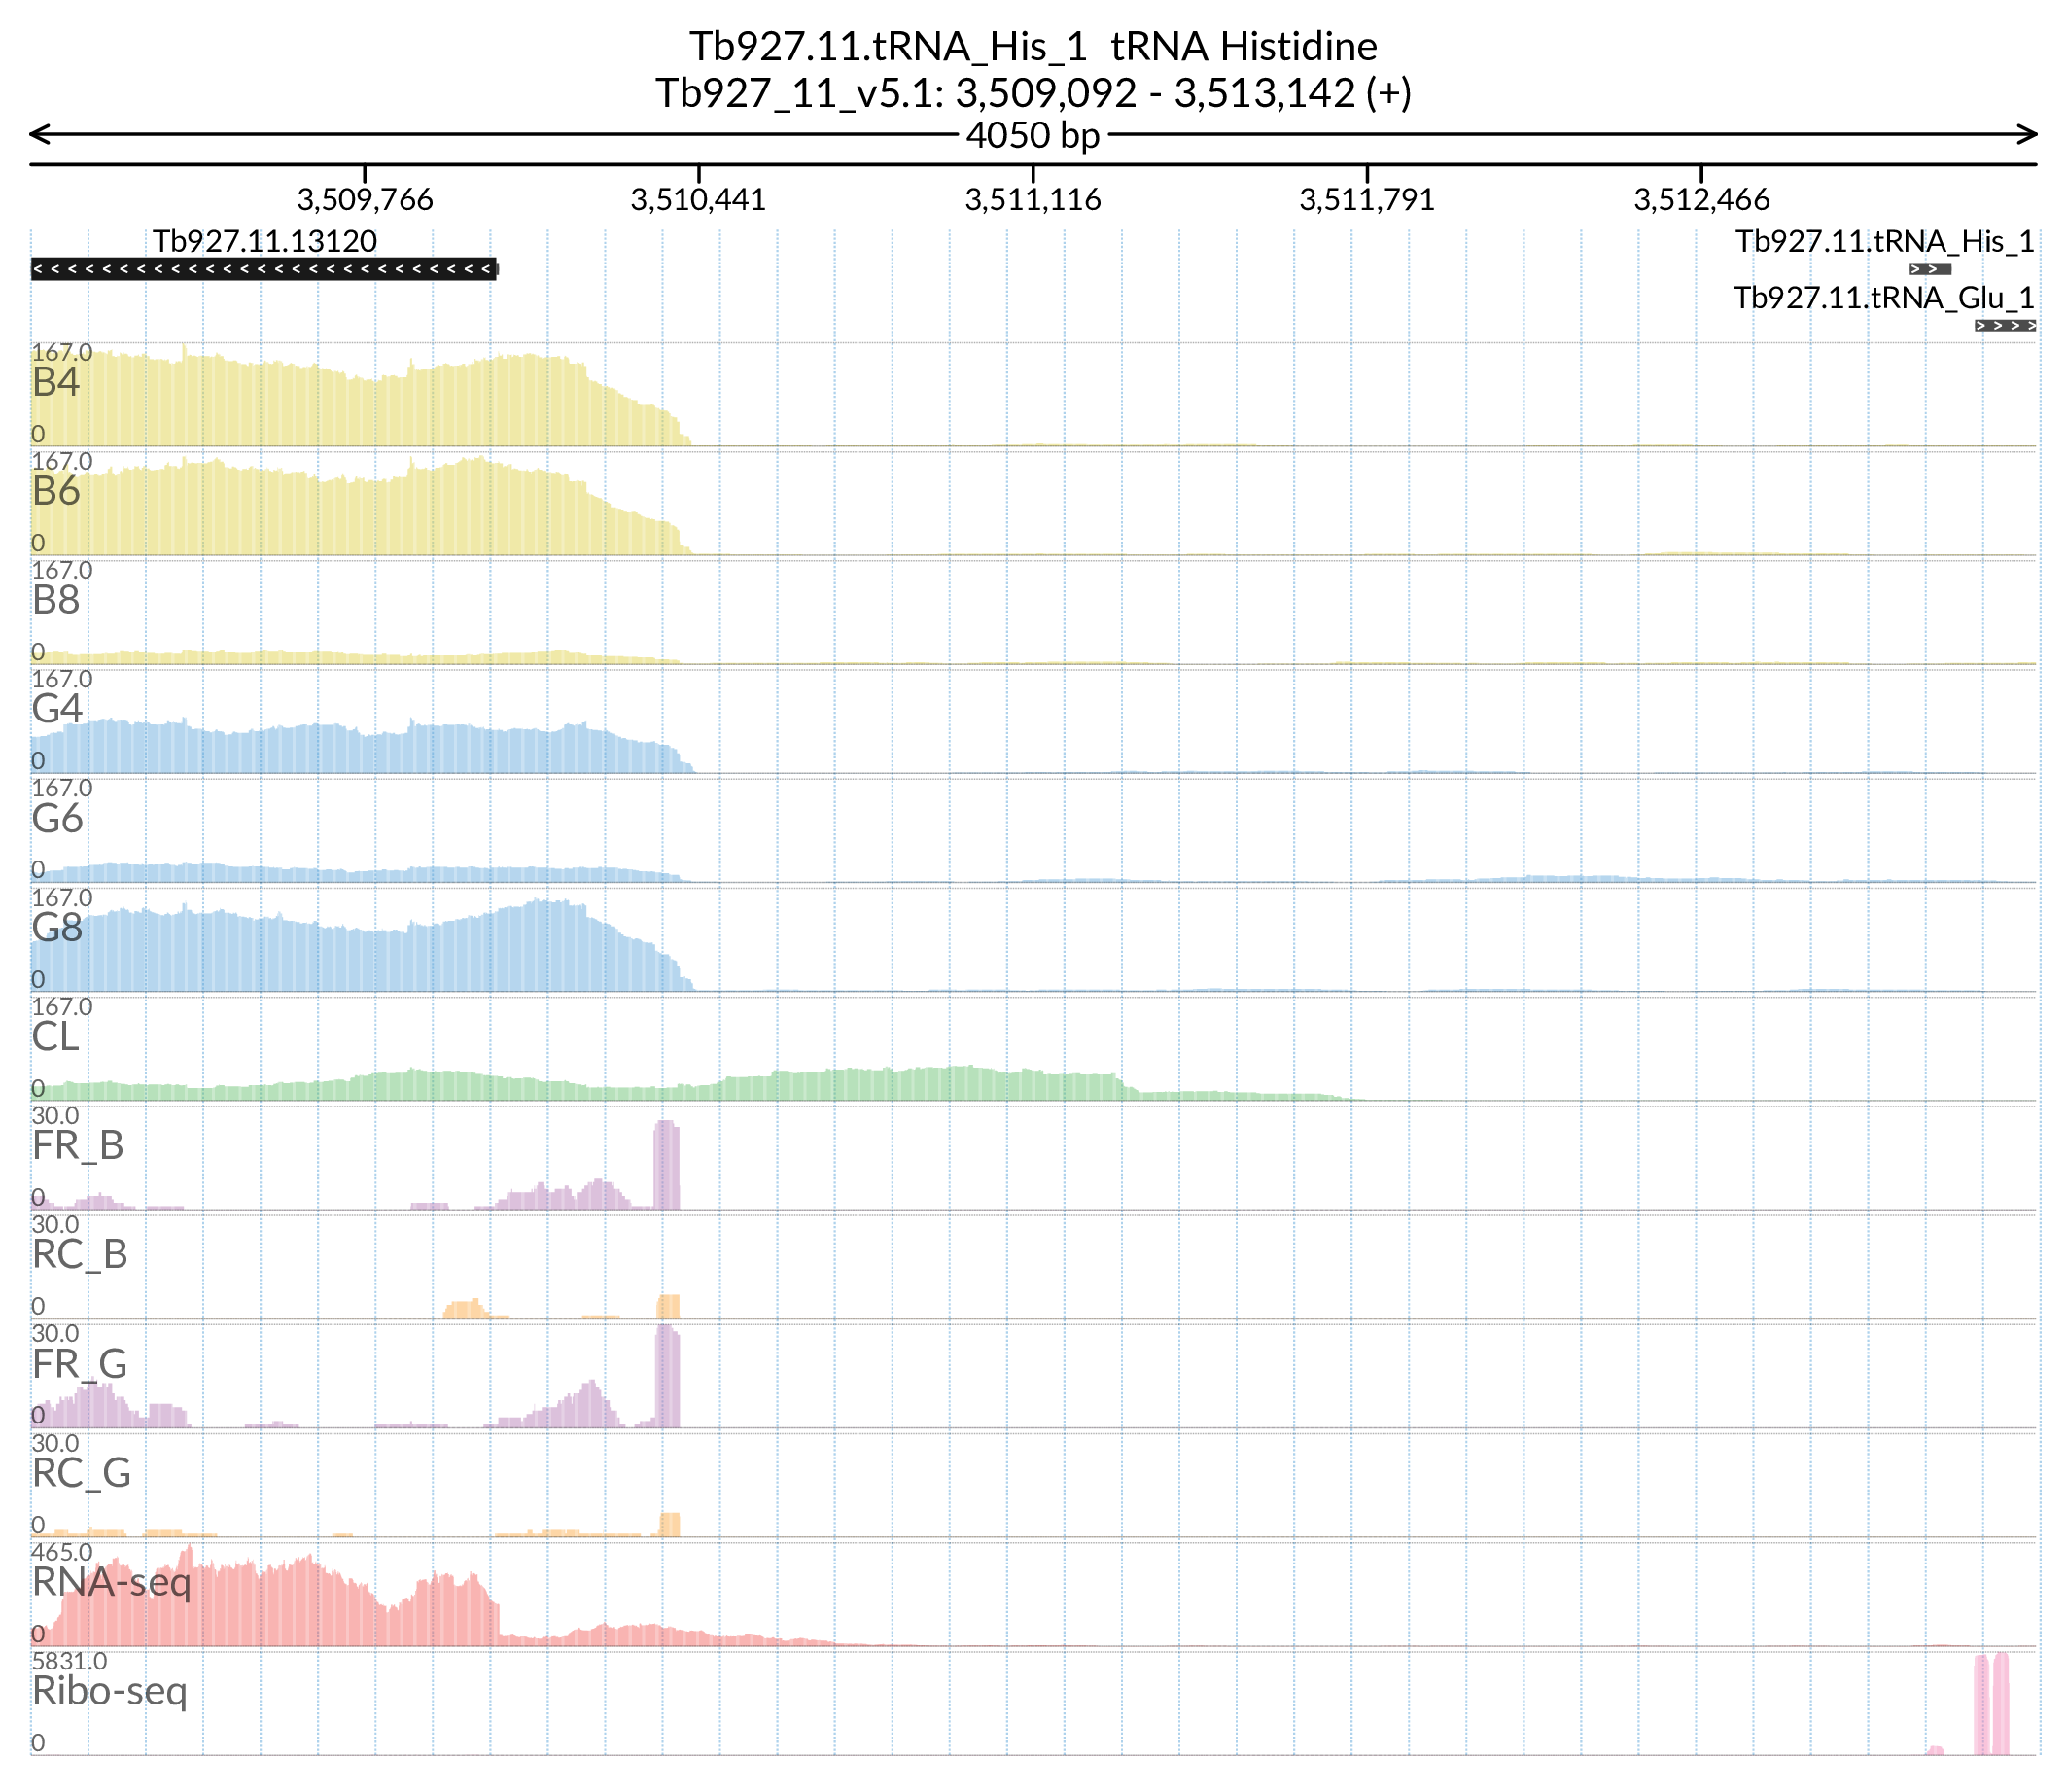 Tb927.11.tRNA_His_1 tRNA Histidine
Tb927_11_v5.1: 3,509,092 - 3,513,142 (+)
4050 bp
3,509,766 3,510,441 3,511,116 3,511,791 3,512,466
Tb927.11.13120 Tb927.11.tRNA_His_1
Tb927.11.tRNA_Glu_1
167.0
B4
0
167.0
B6
0
167.0
B8
0
167.0
G4
0
167.0
G6
0
167.0
G8
0
167.0
CL
0
30.0
FR_B
0
30.0
RC_B
0
30.0
FR_G
0
30.0
RC_G
0
465.0
RNA-seq
0
5831.0
Ribo-seq
0